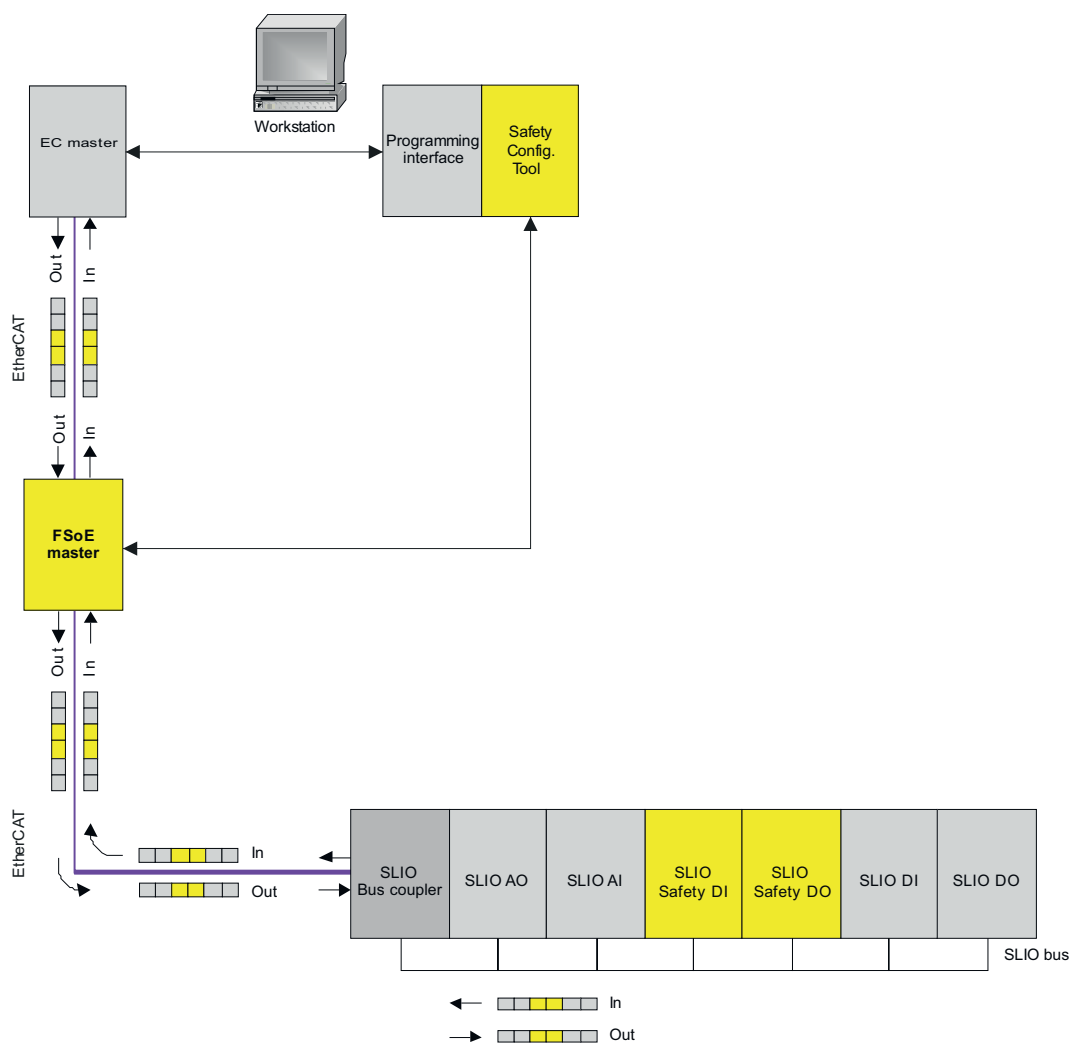 Workstation
EC master
Programming
interface
Safety
Config.
Tool
Out
In
EtherCAT
Out
In
FSoE
master
Out
In
EtherCAT
In
Out
SLIO
Bus coupler
SLIO AO
SLIO AI
SLIO
Safety DI
SLIO
Safety DO
SLIO DI
SLIO DO
SLIO bus
In
Out